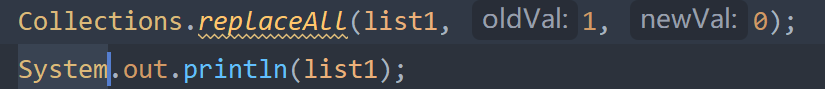 Collections.replaceAll(list1, oldVal: 1, newVal: 0);
System.out.println(list1);